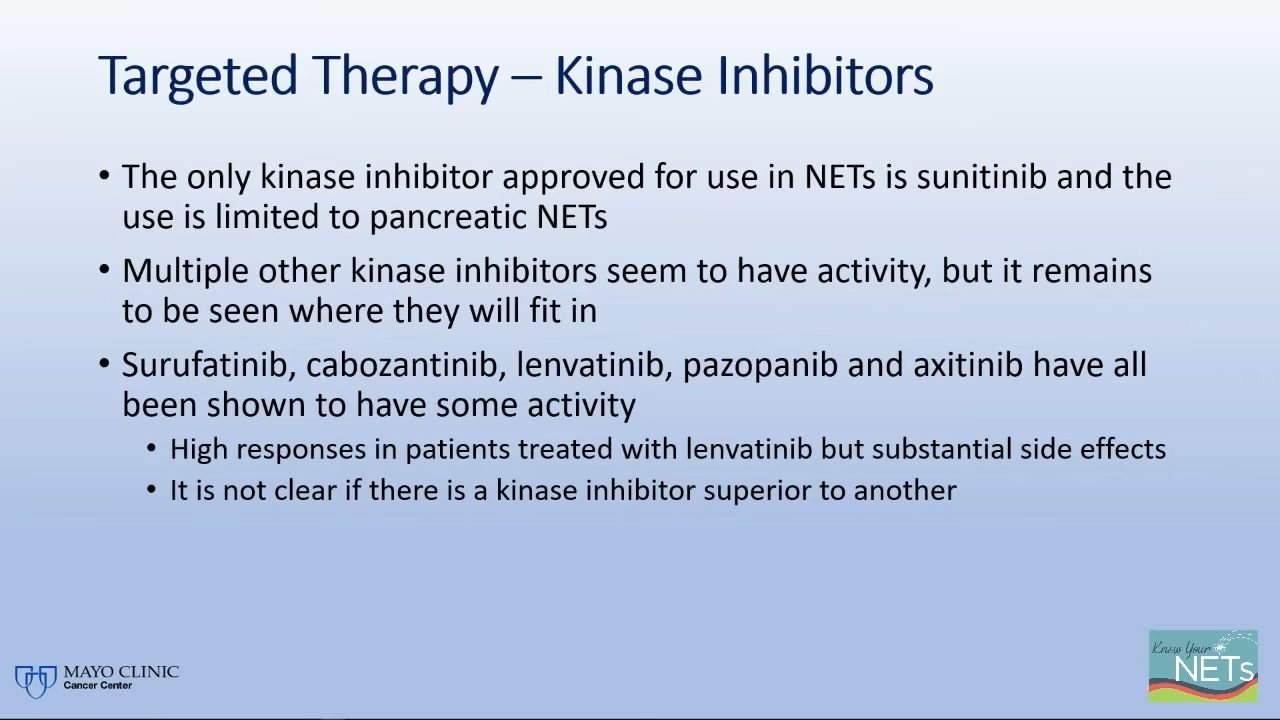 Targeted Therapy – Kinase Inhibitors
• The only kinase inhibitor approved for use in NETs is sunitinib and the
use is limited to pancreatic NETs
• Multiple other kinase inhibitors seem to have activity, but it remains
to be seen where they will fit in
• Surufatinib, cabozantinib, lenvatinib, pazopanib and axitinib have all
been shown to have some activity
• High responses in patients treated with lenvatinib but substantial side effects
• It is not clear if there is a kinase inhibitor superior to another
MAYO CLINIC
Cancer Center
Know Your
NETs